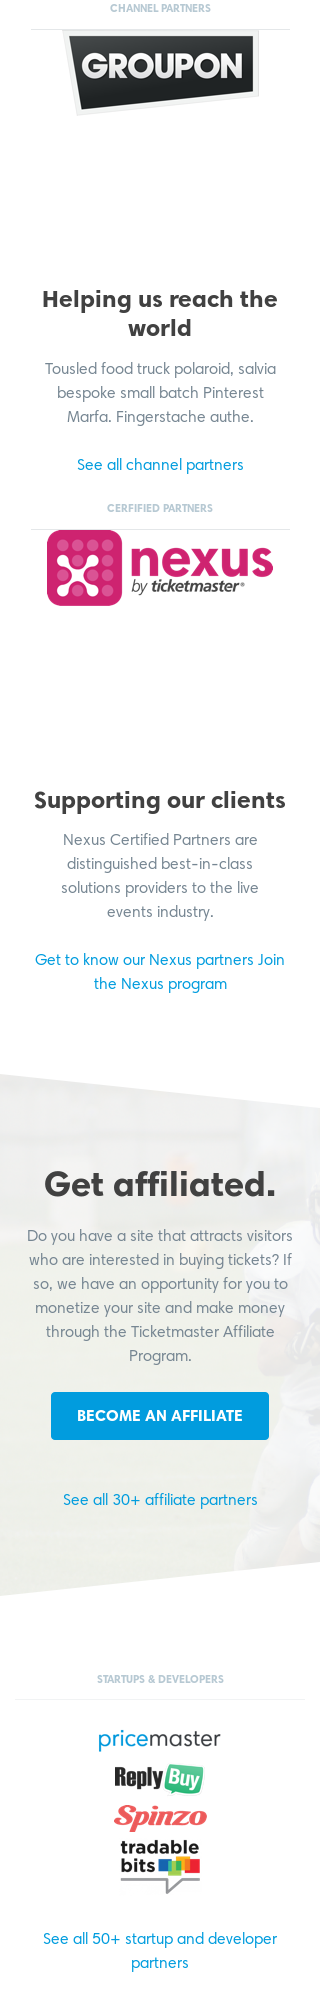 CHANNEL PARTNERS
GROUPON
Helping us reach the
world
Tousled food truck polaroid, salvia
bespoke small batch Pinterest
Marfa. Fingerstache authe.
See all channel partners
CERFIFIED PARTNERS
nexus
by ticketmaster®
Supporting our clients
Nexus Certified Partners are
distinguished best-in-class
solutions providers to the live
events industry.
Get to know our Nexus partners Join
the Nexus program
Get affiliated.
Do you have a site that attracts visitors
who are interested in buying tickets? If
so, we have an opportunity for you to
monetize your site and make money
through the Ticketmaster Affiliate
Program.
BECOME AN AFFILIATE
See all 30+ affiliate partners
STARTUPS & DEVELOPERS
pricemaster
ReplyBuy
Spinzo
tradable
bits
See all 50+ startup and developer
partners